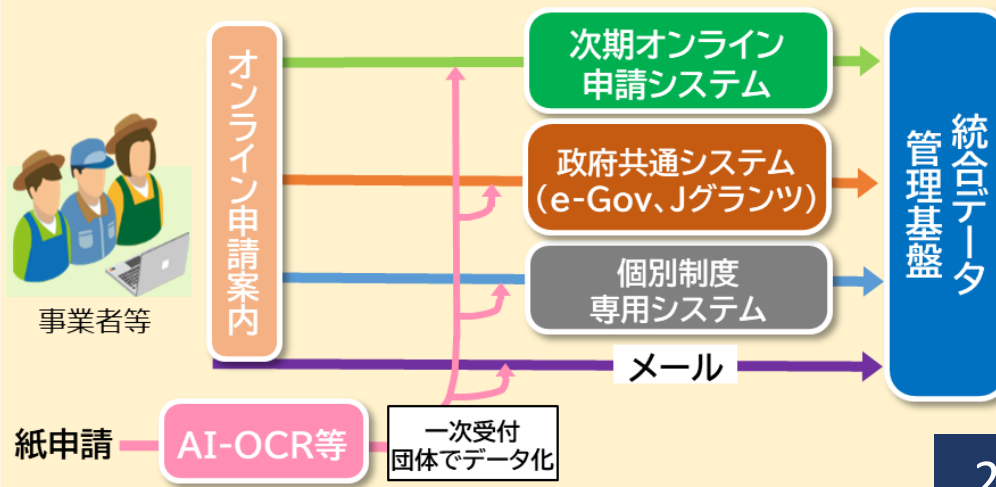 オンライン申請案内
次期オンライン
申請システム
政府共通システム
(e-Gov、Jグランツ)
個別制度
専用システム
メール
統合データ
管理基盤
事業者等
紙申請
AI-OCR等
一次受付
団体でデータ化
2